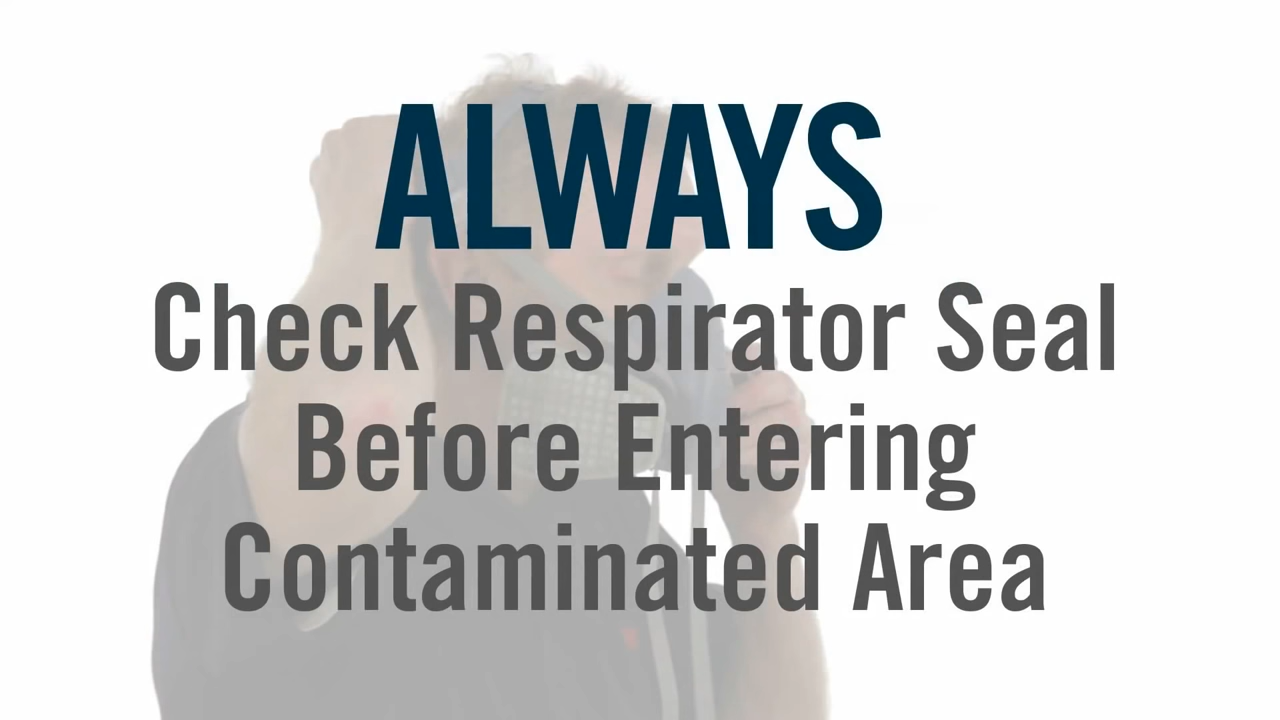 ALWAYS
Check Respirator Seal
Before Entering
Contaminated Area